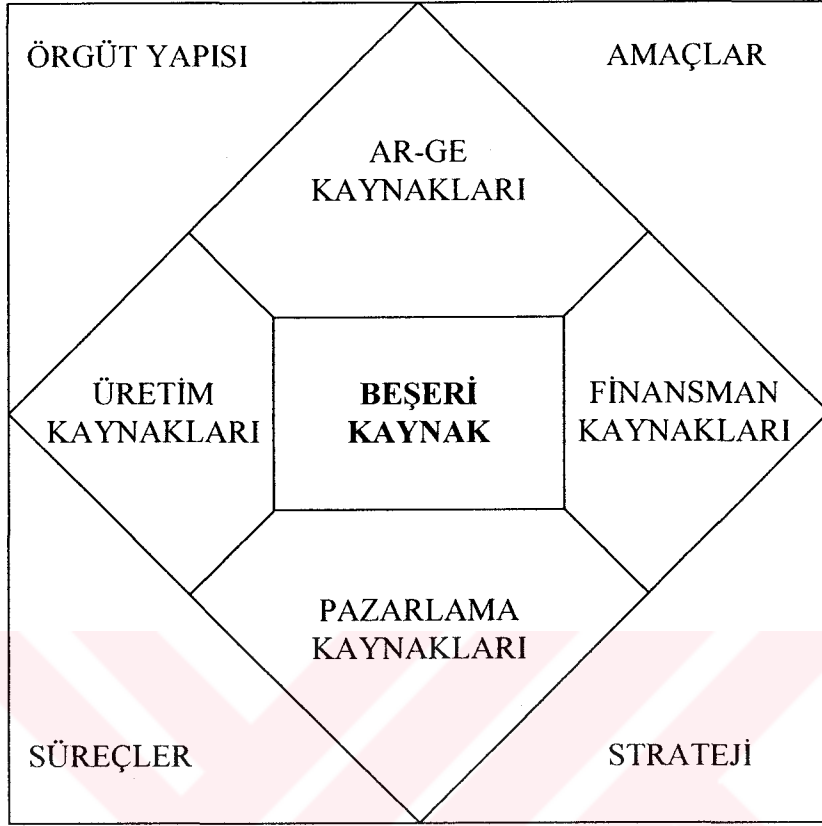 ÖRGÜT YAPISI
AMAÇLAR
AR-GE
KAYNAKLARI
ÜRETİM
KAYNAKLARI
BEŞERİ
KAYNAK
FİNANSMAN
KAYNAKLARI
PAZARLAMA
KAYNAKLARI
SÜREÇLER
STRATEJİ